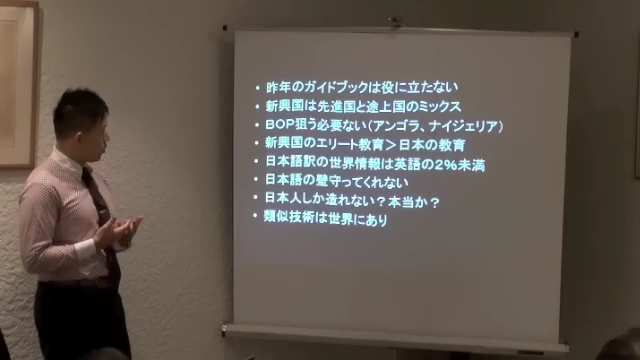 ・昨年のガイドブックは役に立たない
・新興国は先進国と途上国のミックス
・BOP狙う必要ない(アンゴラ、ナイジェリア)
・新興国のエリート教育>日本の教育
・日本語訳の世界情報は英語の2%未満
・日本語の壁守ってくれない
・日本人しか造れない?本当か?
・類似技術は世界にあり